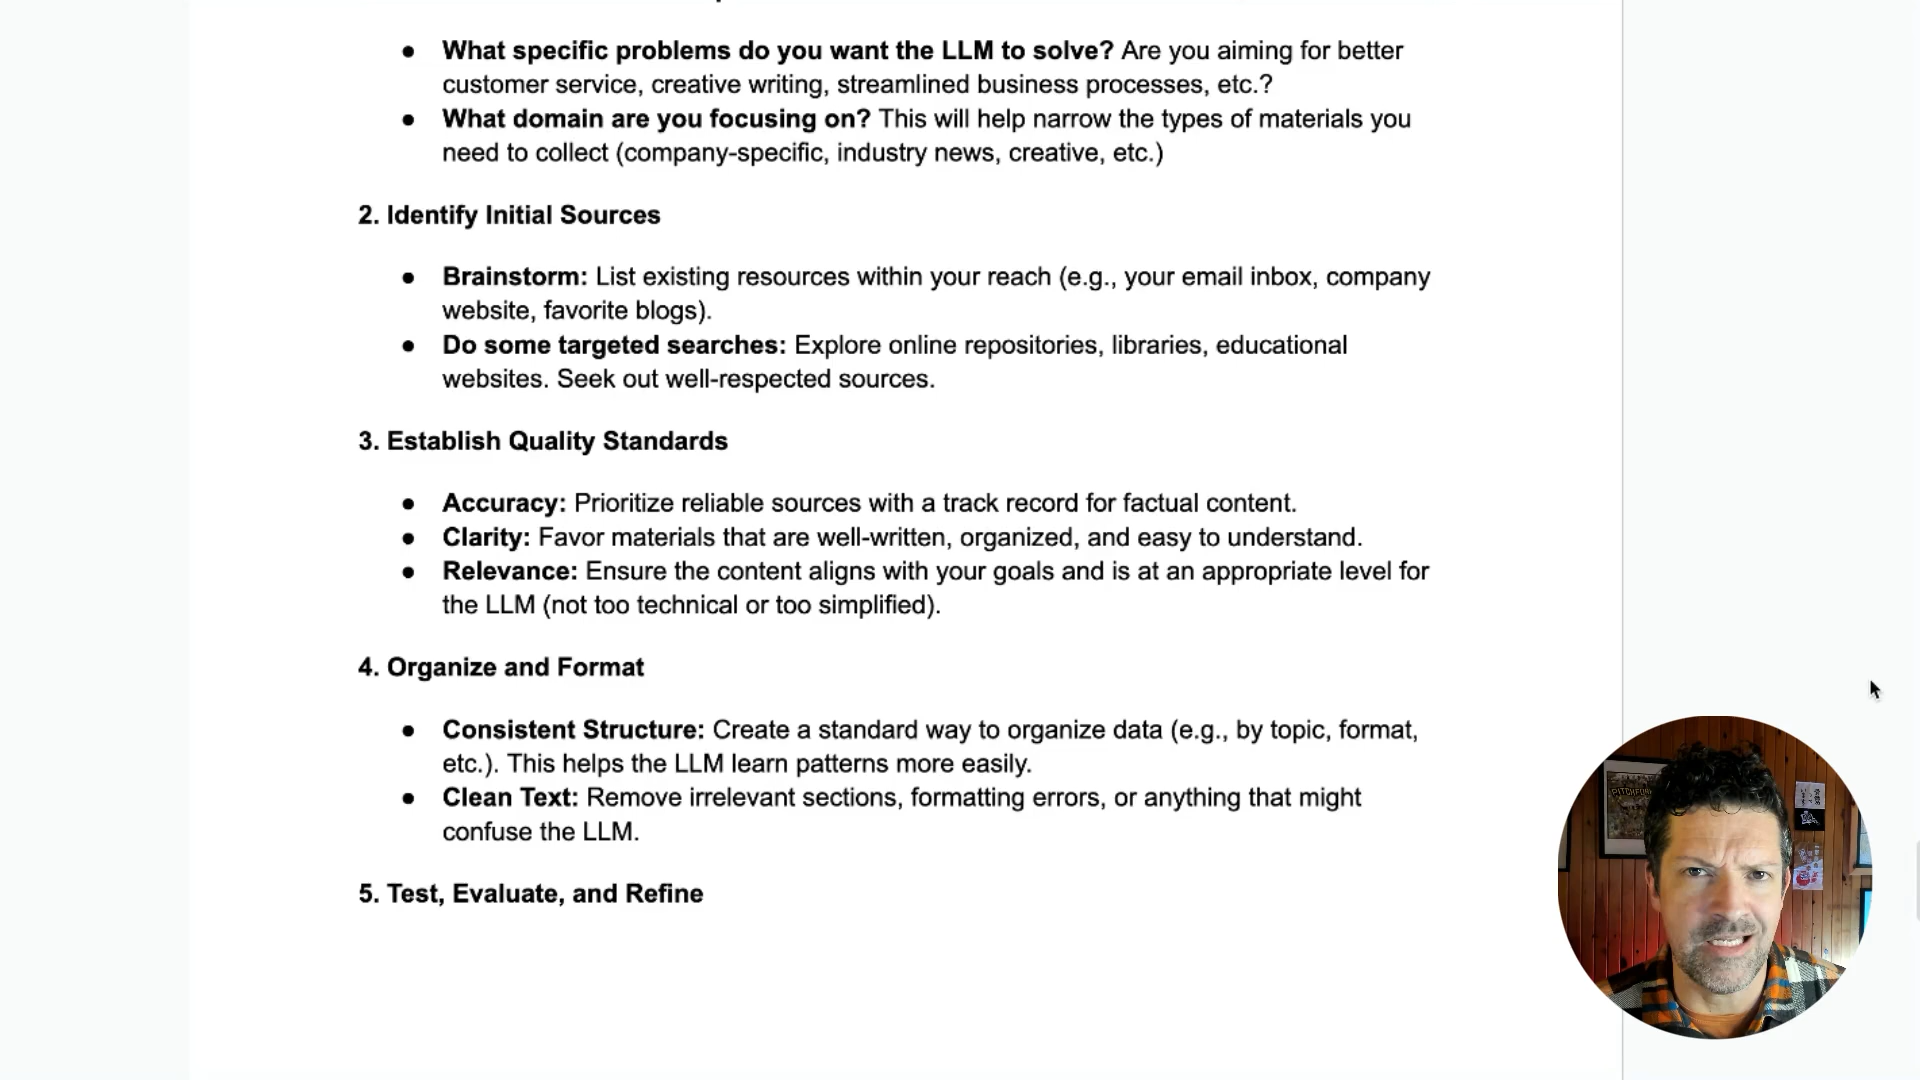 ● What specific problems do you want the LLM to solve? Are you aiming for better
customer service, creative writing, streamlined business processes, etc.?
● What domain are you focusing on? This will help narrow the types of materials you
need to collect (company-specific, industry news, creative, etc.)
2. Identify Initial Sources
● Brainstorm: List existing resources within your reach (e.g., your email inbox, company
website, favorite blogs).
● Do some targeted searches: Explore online repositories, libraries, educational
websites. Seek out well-respected sources.
3. Establish Quality Standards
● Accuracy: Prioritize reliable sources with a track record for factual content.
● Clarity: Favor materials that are well-written, organized, and easy to understand.
● Relevance: Ensure the content aligns with your goals and is at an appropriate level for
the LLM (not too technical or too simplified).
4. Organize and Format
● Consistent Structure: Create a standard way to organize data (e.g., by topic, format,
etc.). This helps the LLM learn patterns more easily.
● Clean Text: Remove irrelevant sections, formatting errors, or anything that might
confuse the LLM.
5. Test, Evaluate, and Refine